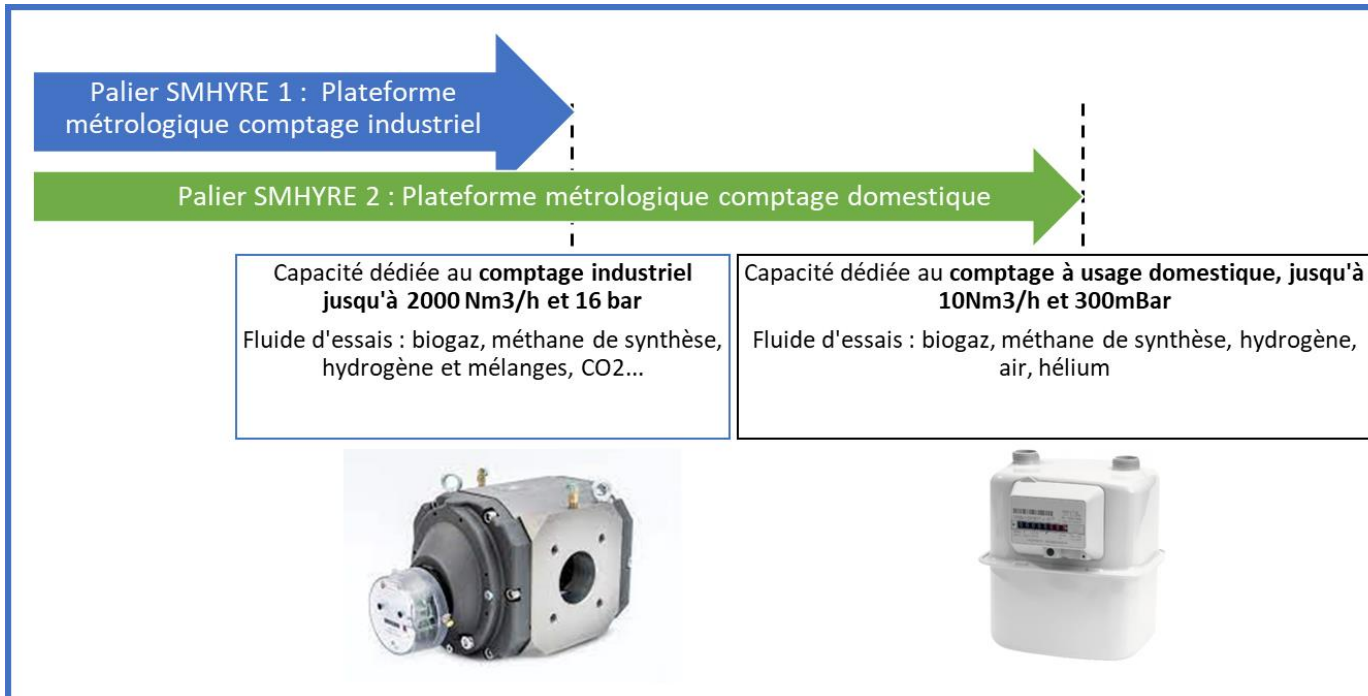 Palier SMHYRE 1 :  Plateforme
métrologique comptage industriel
Palier SMHYRE 2 : Plateforme métrologique comptage domestique
Capacité dédiée au comptage industriel
jusqu'à 2000 Nm3/h et 16 bar
Fluide d'essais : biogaz, méthane de synthèse,
hydrogène et mélanges, CO2...
Capacité dédiée au comptage à usage domestique, jusqu'à
10Nm3/h et 300mBar
Fluide d'essais : biogaz, méthane de synthèse, hydrogène,
air, hélium